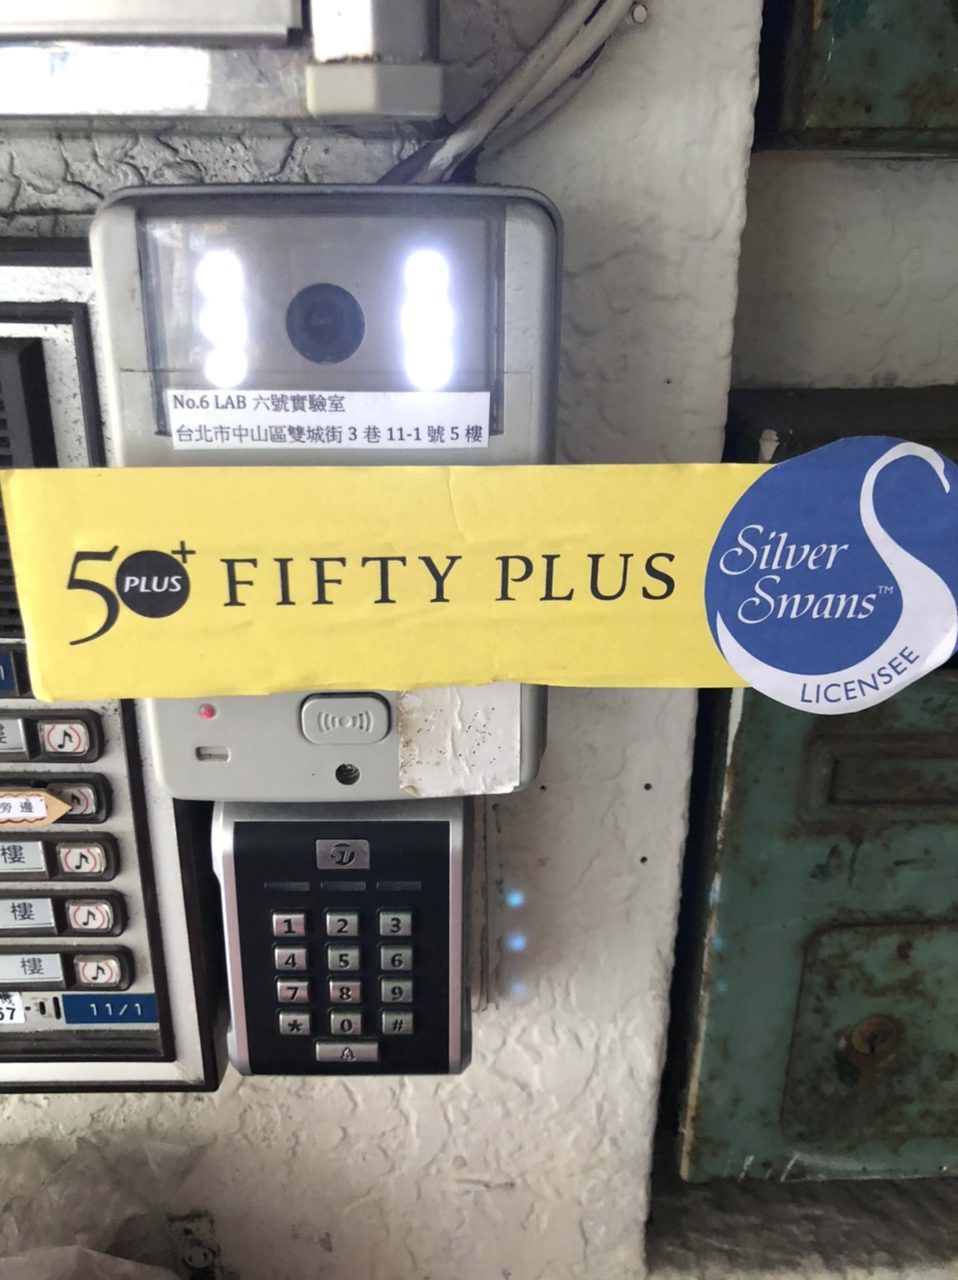 No.6 LAB 六號實驗室
台北市中山區雙城街 3 巷 11-1 號 5 樓
50+
PLUS
FIFTY PLUS
Silver
Swans™
LICENSEE
旁邊
樓
樓
樓
11/1
1 2 3
4 5 6
7 8 9
* 0 #